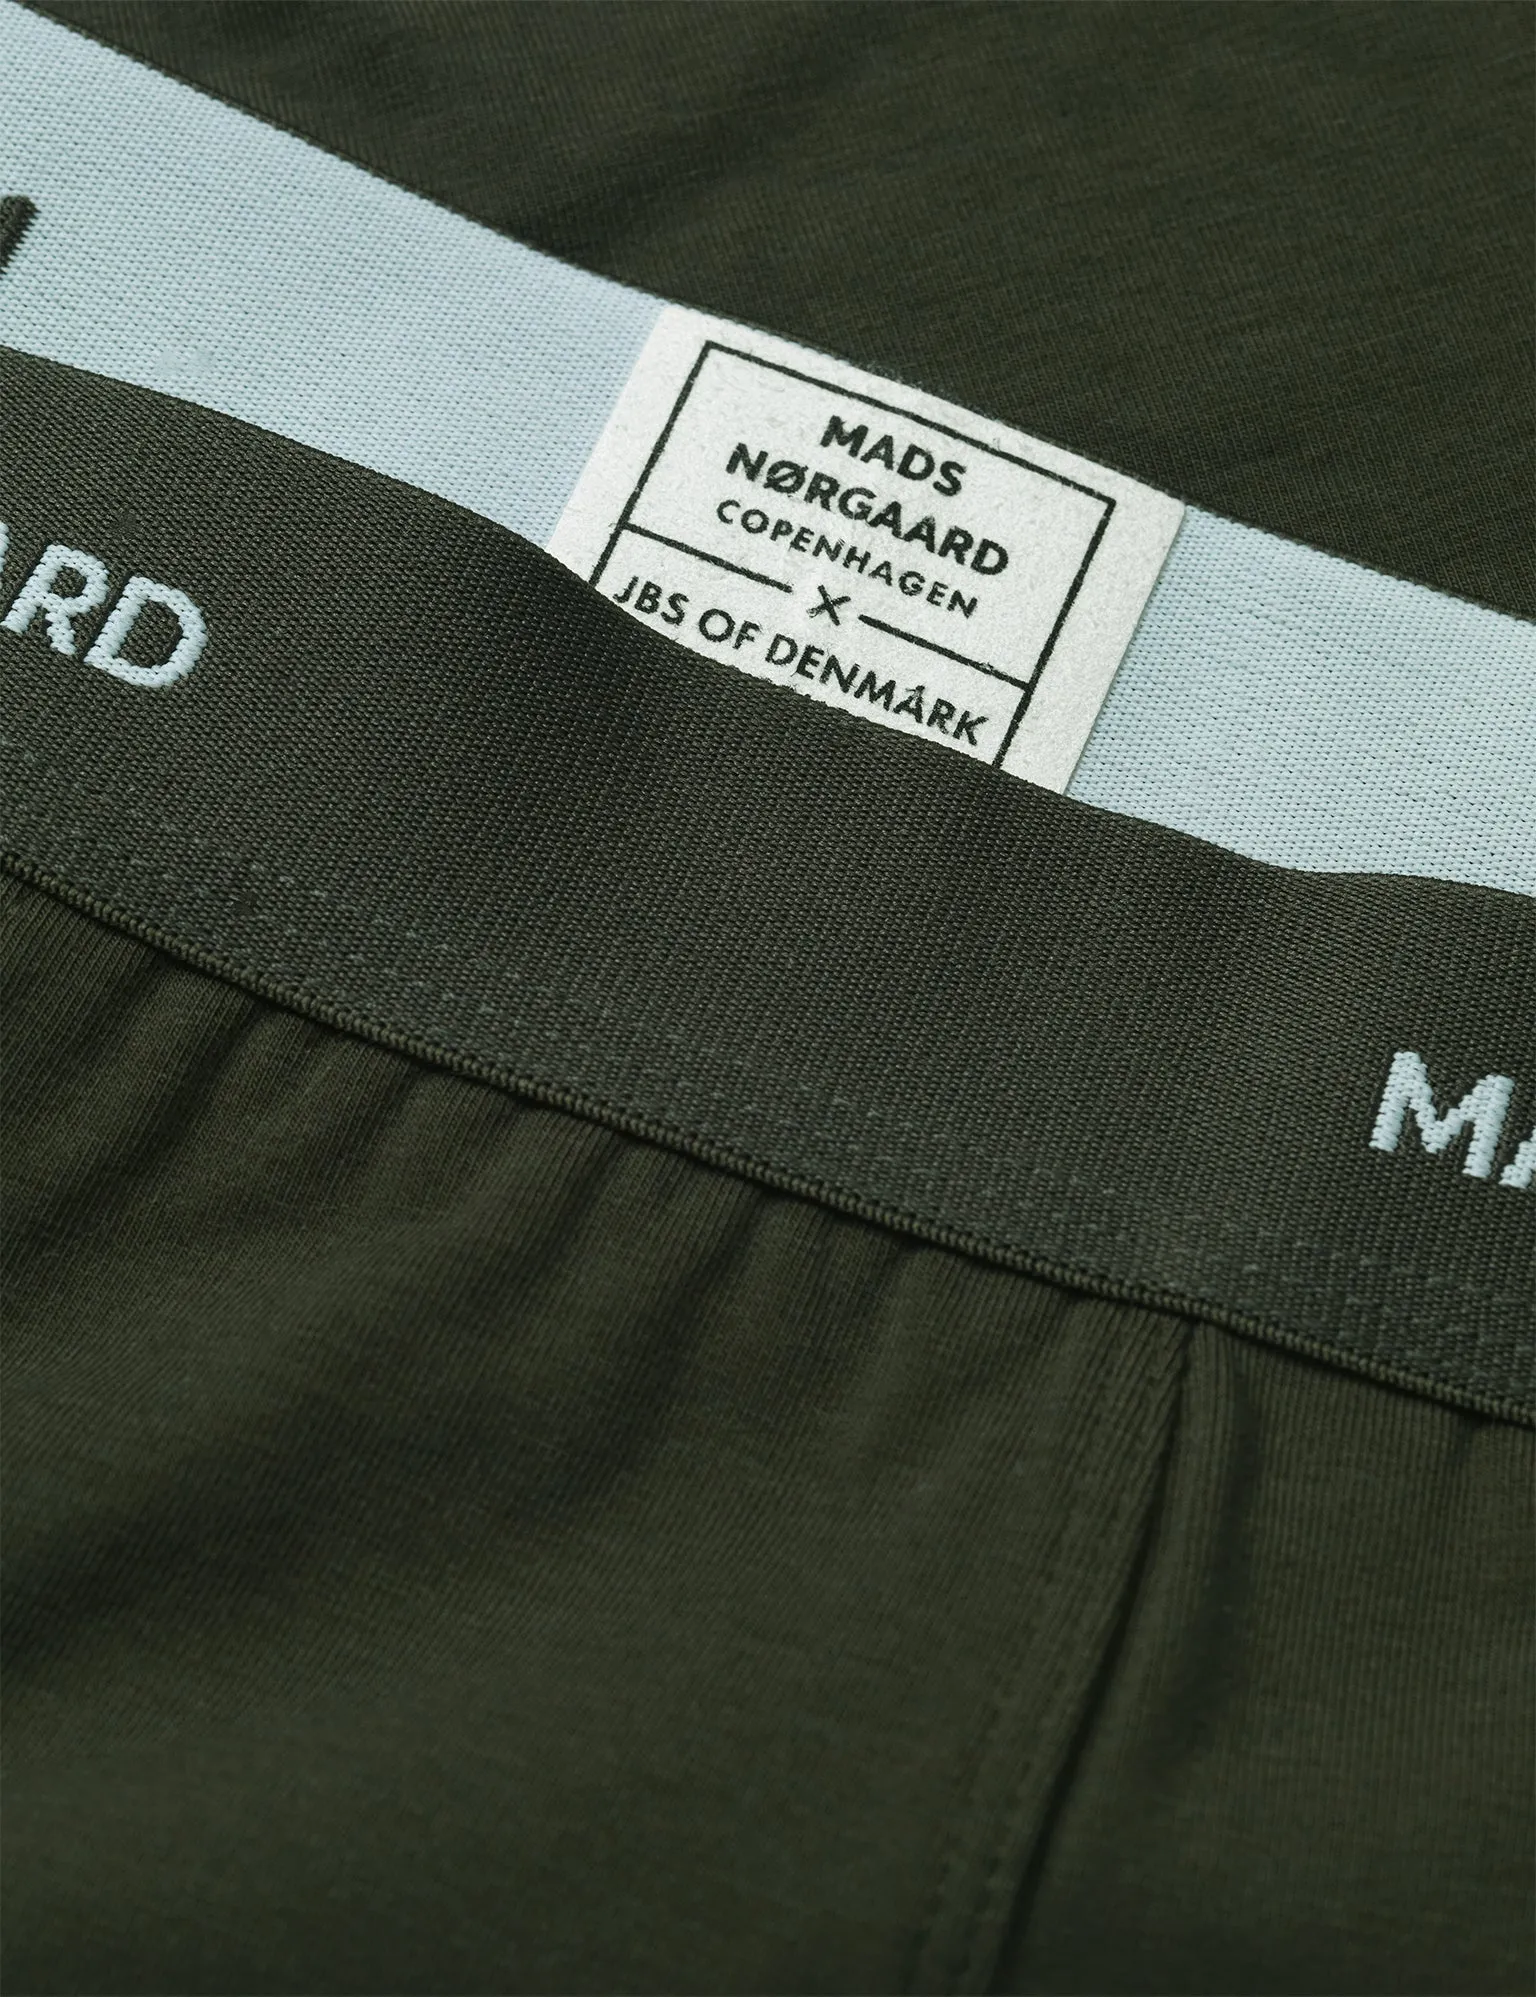 MADS
NØRGAARD
COPENHAGEN
X
JBS OF DENMARK
ARD
MA